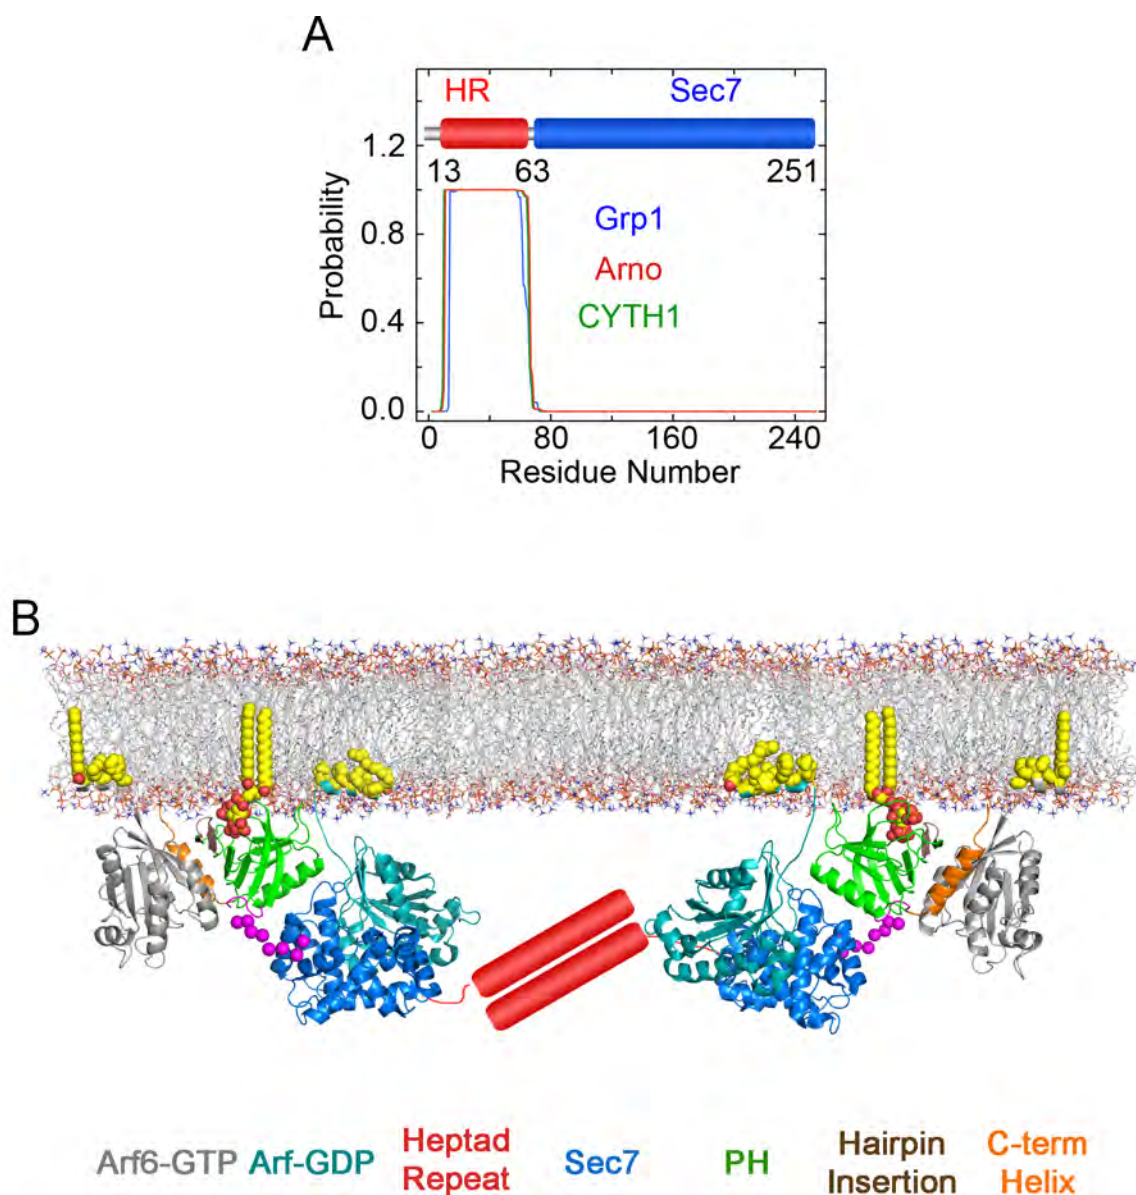 A
HR Sec7
1.2
13 63 251
Probability
0.8
0.4
0.0
Grp1
Arno
CYTH1
0 80 160 240
Residue Number
B
Arf6-GTP Arf-GDP Heptad Repeat Sec7 PH Hairpin Insertion C-term Helix